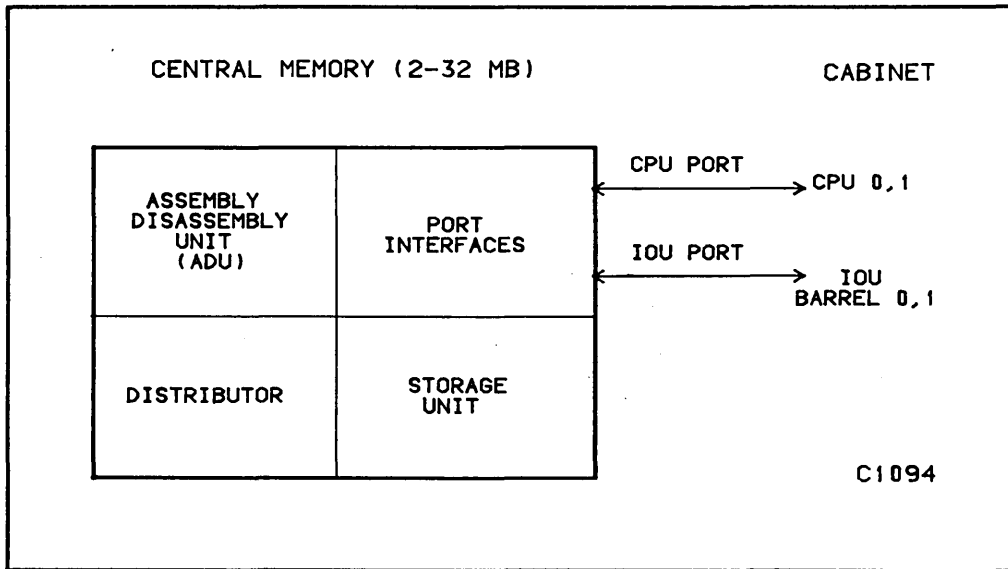 CENTRAL MEMORY (2-32 MB)
CABINET
ASSEMBLY
DISASSEMBLY
UNIT
(ADU)
PORT
INTERFACES
CPU PORT
CPU 0,1
IOU PORT
IOU
BARREL 0,1
DISTRIBUTOR
STORAGE
UNIT
C1094